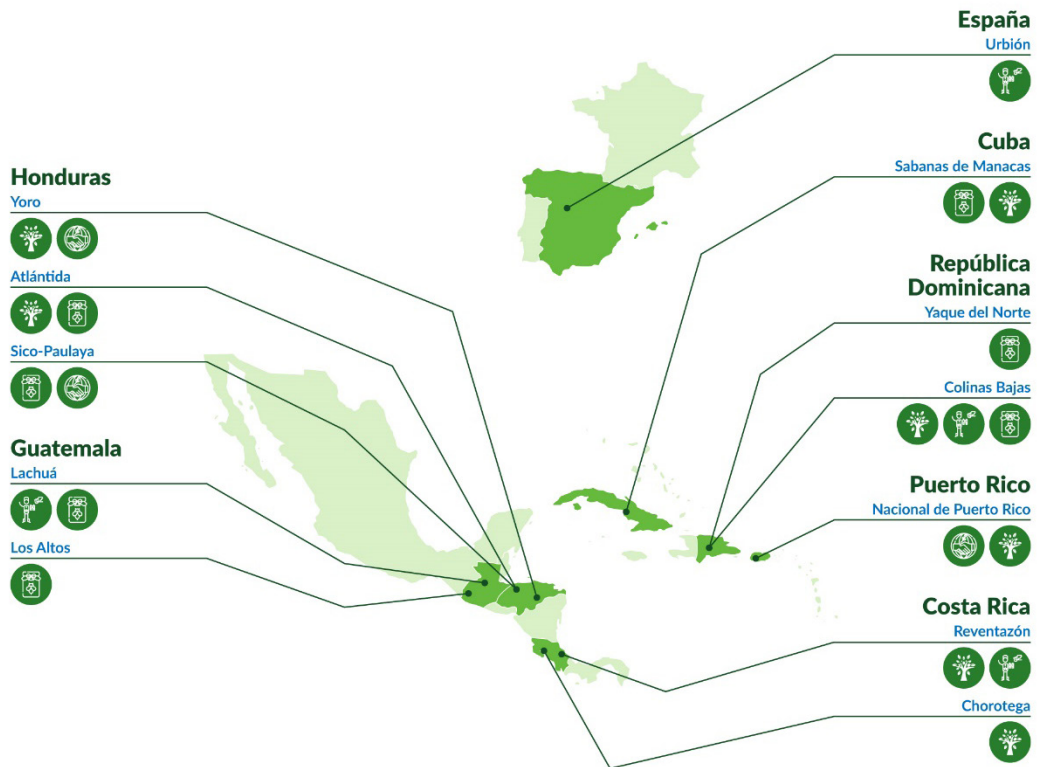 Honduras
Yoro
Atlántida
Sico-Paulaya
Guatemala
Lachuá
Los Altos
España
Urbión
Cuba
Sabanas de Manacas
República
Dominicana
Yaque del Norte
Colinas Bajas
Puerto Rico
Nacional de Puerto Rico
Costa Rica
Reventazón
Chorotega